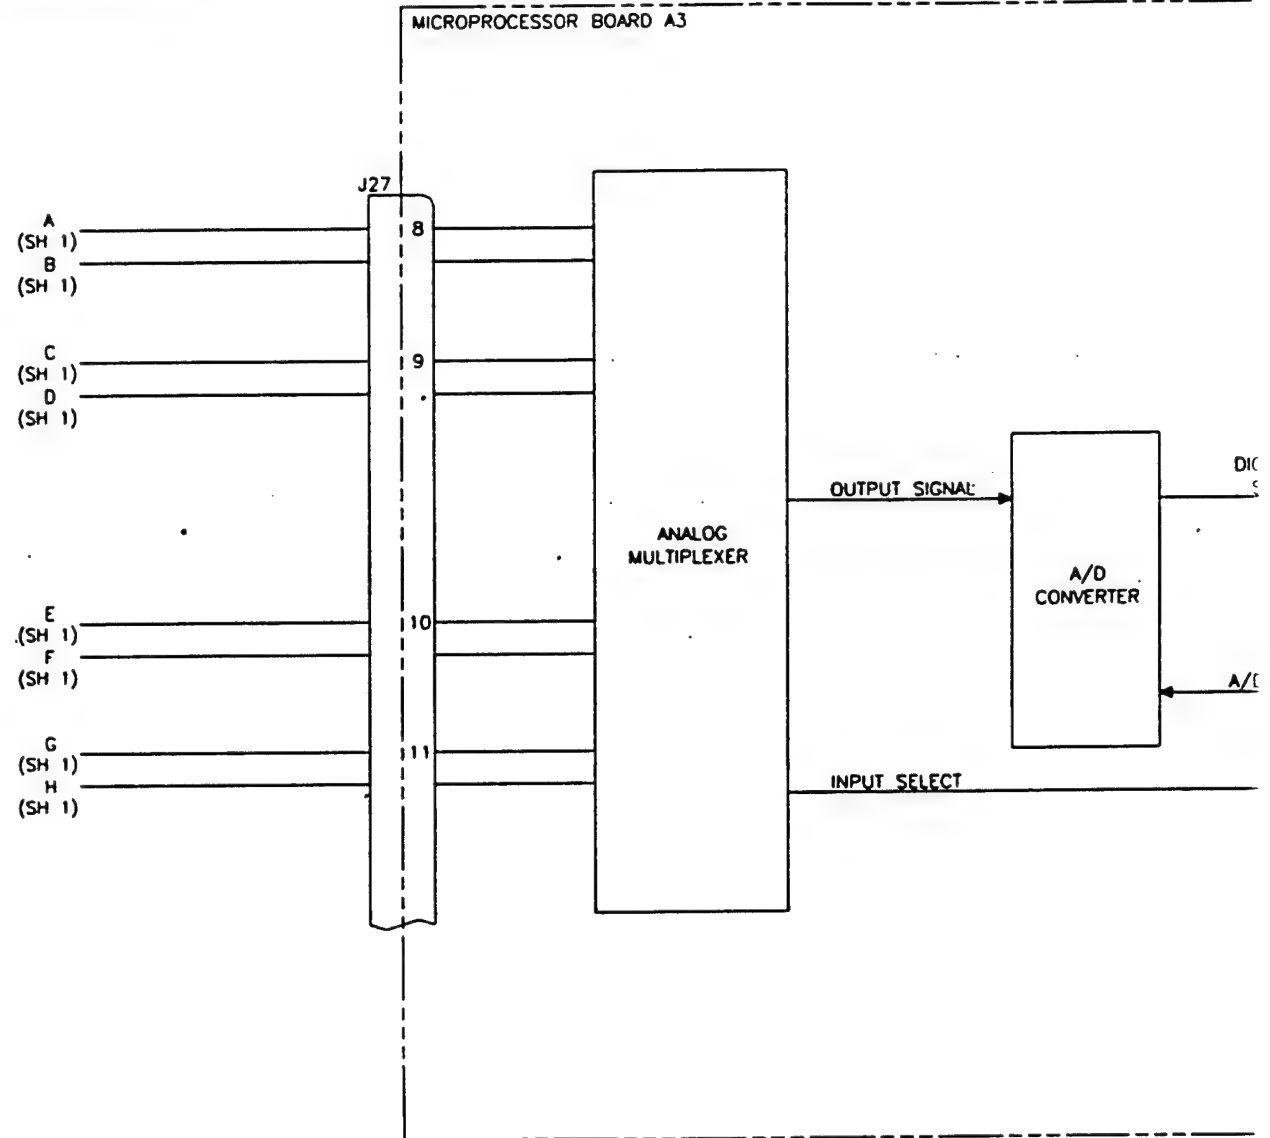 MICROPROCESSOR BOARD A3
J27
A
(SH 1)
8
B
(SH 1)
C
(SH 1)
9
D
(SH 1)
OUTPUT SIGNAL
ANALOG
MULTIPLEXER
A/D
CONVERTER
E
(SH 1)
10
F
(SH 1)
G
(SH 1)
11
H
(SH 1)
INPUT SELECT